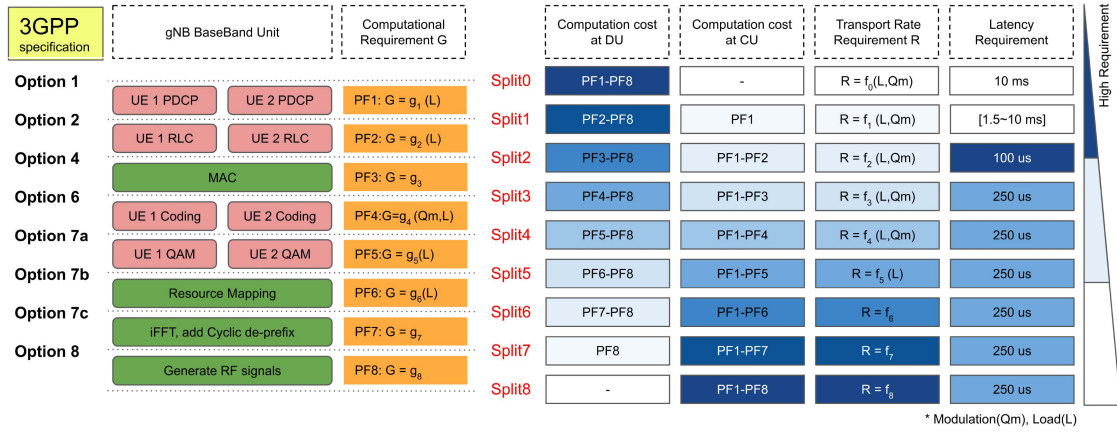 3GPP
specification
gNB BaseBand Unit
Computational
Requirement G
Computation cost
at DU
Computation cost
at CU
Transport Rate
Requirement R
Latency
Requirement
High Requirement
Option 1
Split0
PF1-PF8
-
R = f₀(L,Qm)
10 ms
UE 1 PDCP
UE 2 PDCP
PF1: G = g₁ (L)
Option 2
Split1
PF2-PF8
PF1
R = f₁ (L,Qm)
[1.5~10 ms]
UE 1 RLC
UE 2 RLC
PF2: G = g₂ (L)
Option 4
Split2
PF3-PF8
PF1-PF2
R = f₂ (L,Qm)
100 us
MAC
PF3: G = g₃
Option 6
Split3
PF4-PF8
PF1-PF3
R = f₃ (L,Qm)
250 us
UE 1 Coding
UE 2 Coding
PF4:G=g₄ (Qm,L)
Option 7a
Split4
PF5-PF8
PF1-PF4
R = f₄ (L,Qm)
250 us
UE 1 QAM
UE 2 QAM
PF5:G = g₅(L)
Option 7b
Split5
PF6-PF8
PF1-PF5
R = f₅ (L)
250 us
Resource Mapping
PF6: G = g₆(L)
Option 7c
Split6
PF7-PF8
PF1-PF6
R = f₆
250 us
iFFT, add Cyclic de-prefix
PF7: G = g₇
Option 8
Split7
PF8
PF1-PF7
R = f₇
250 us
Generate RF signals
PF8: G = g₈
Split8
-
PF1-PF8
R = f₈
250 us
* Modulation(Qm), Load(L)